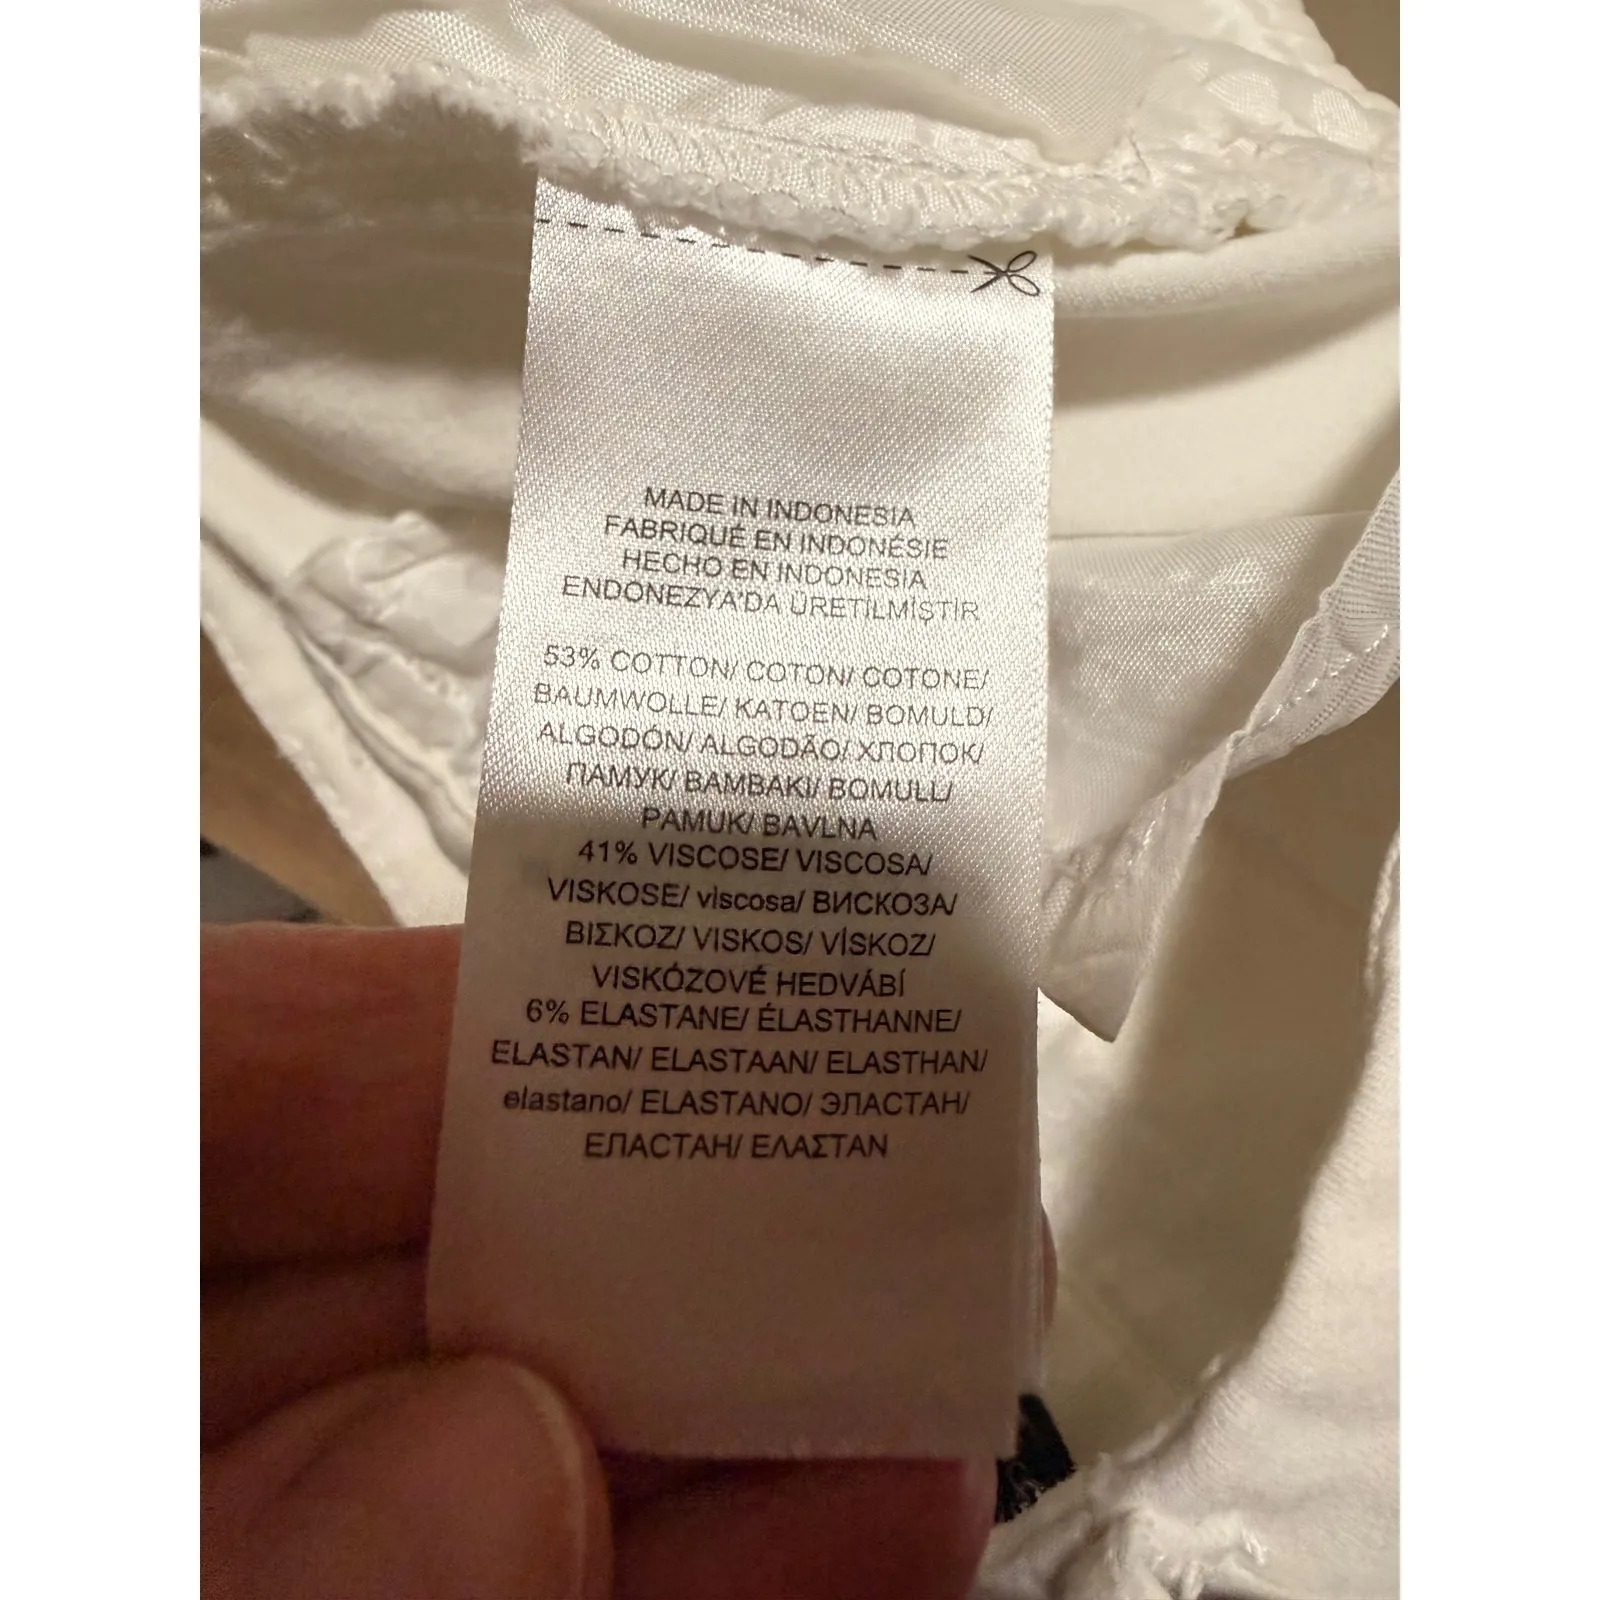 MADE IN INDONESIA
FABRIQUÉ EN INDONÉSIE
HECHO EN INDONESIA
ENDONEZYA'DA ÜRETİLMİŞTİR
53% COTTON/ COTON/ COTONE/
BAUMWOLLE/ KATOEN/ BOMULD/
ALGODÓN/ ALGODÃO/ ХЛОПОК/
ПАМУК/ BAMBAKI/ BOMULL/
PAMUK/ BAVLNA
41% VISCOSE/ VISCOSA/
VISKOSE/ viscosa/ ВИСКОЗА/
ΒΙΣΚΟΖ/ VISKOS/ VİSKOZ/
VISKÓZOVÉ HEDVÁBÍ
6% ELASTANE/ ÉLASTHANNE/
ELASTAN/ ELASTAAN/ ELASTHAN/
elastano/ ELASTANO/ ЭЛАСТАН/
ЕЛАСТАН/ ΕΛΑΣΤΑΝ